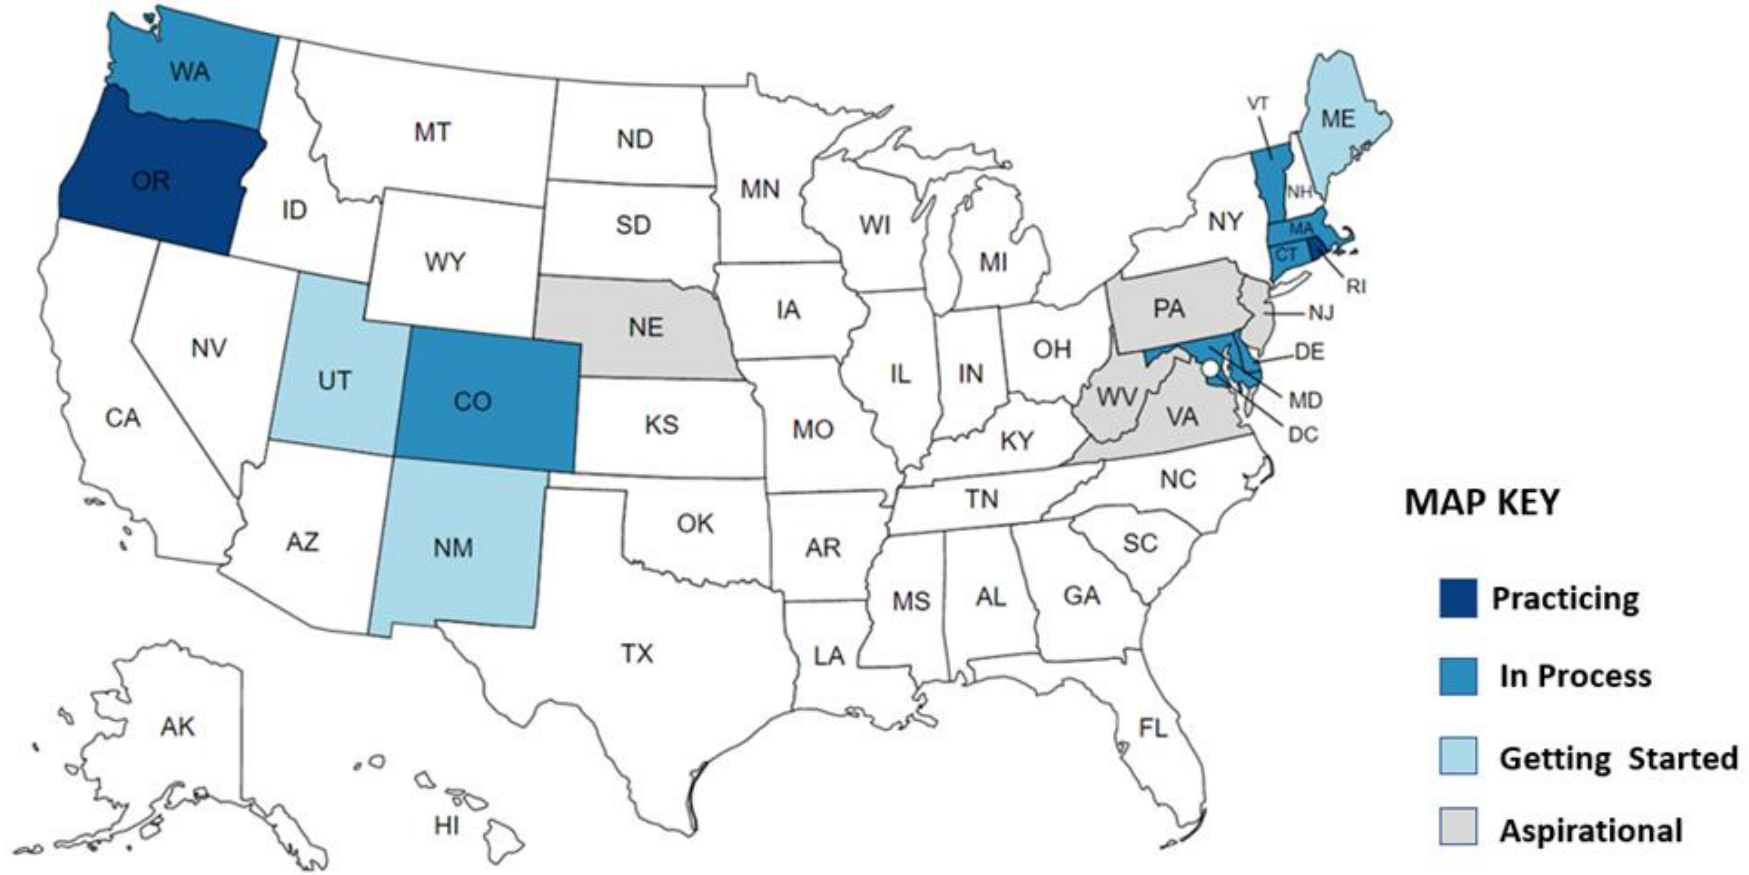 WA
OR
MT
ID
WY
ND
SD
MN
WI
MI
NY
VT
NH
ME
MA
CT
RI
NJ
PA
DE
MD
DC
NV
UT
CO
NE
IA
IL
IN
OH
WV
VA
CA
KS
MO
KY
NC
TN
AZ
NM
OK
AR
SC
MS
AL
GA
TX
LA
FL
AK
HI
MAP KEY
Practicing
In Process
Getting Started
Aspirational